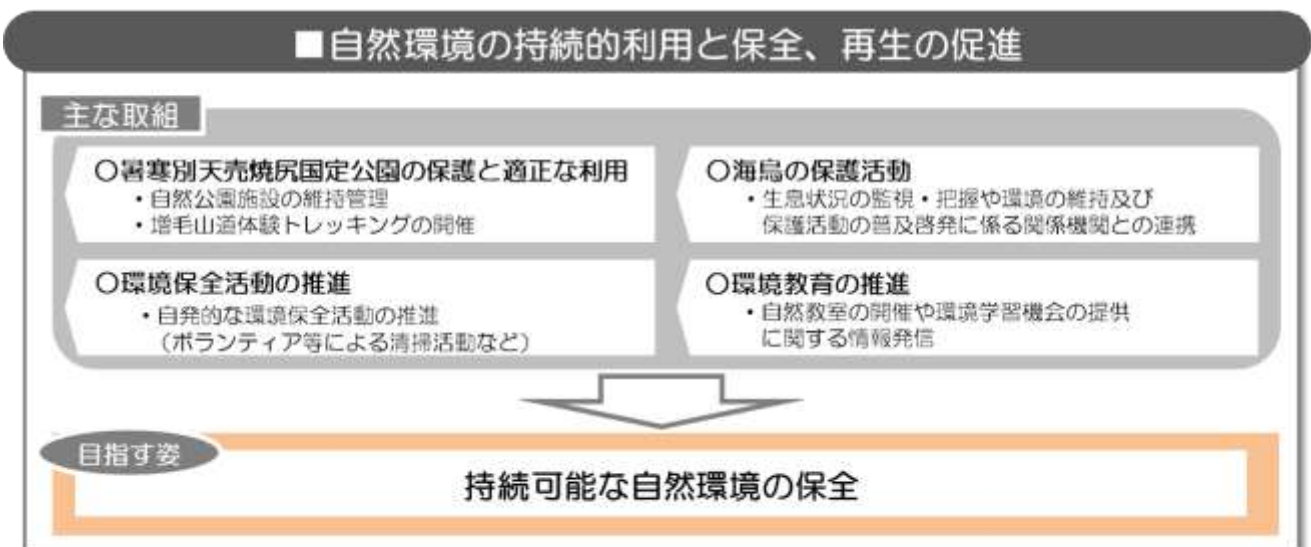 ■自然環境の持続的利用と保全、再生の促進
主な取組
〇暑寒別天売焼尻国定公園の保護と適正な利用
・自然公園施設の維持管理
・増毛山道体験トレッキングの開催
〇海鳥の保護活動
・生息状況の監視・把握や環境の維持及び
保護活動の普及啓発に係る関係機関との連携
〇環境保全活動の推進
・自発的な環境保全活動の推進
（ボランティア等による清掃活動など）
〇環境教育の推進
・自然教室の開催や環境学習機会の提供
に関する情報発信
目指す姿
持続可能な自然環境の保全